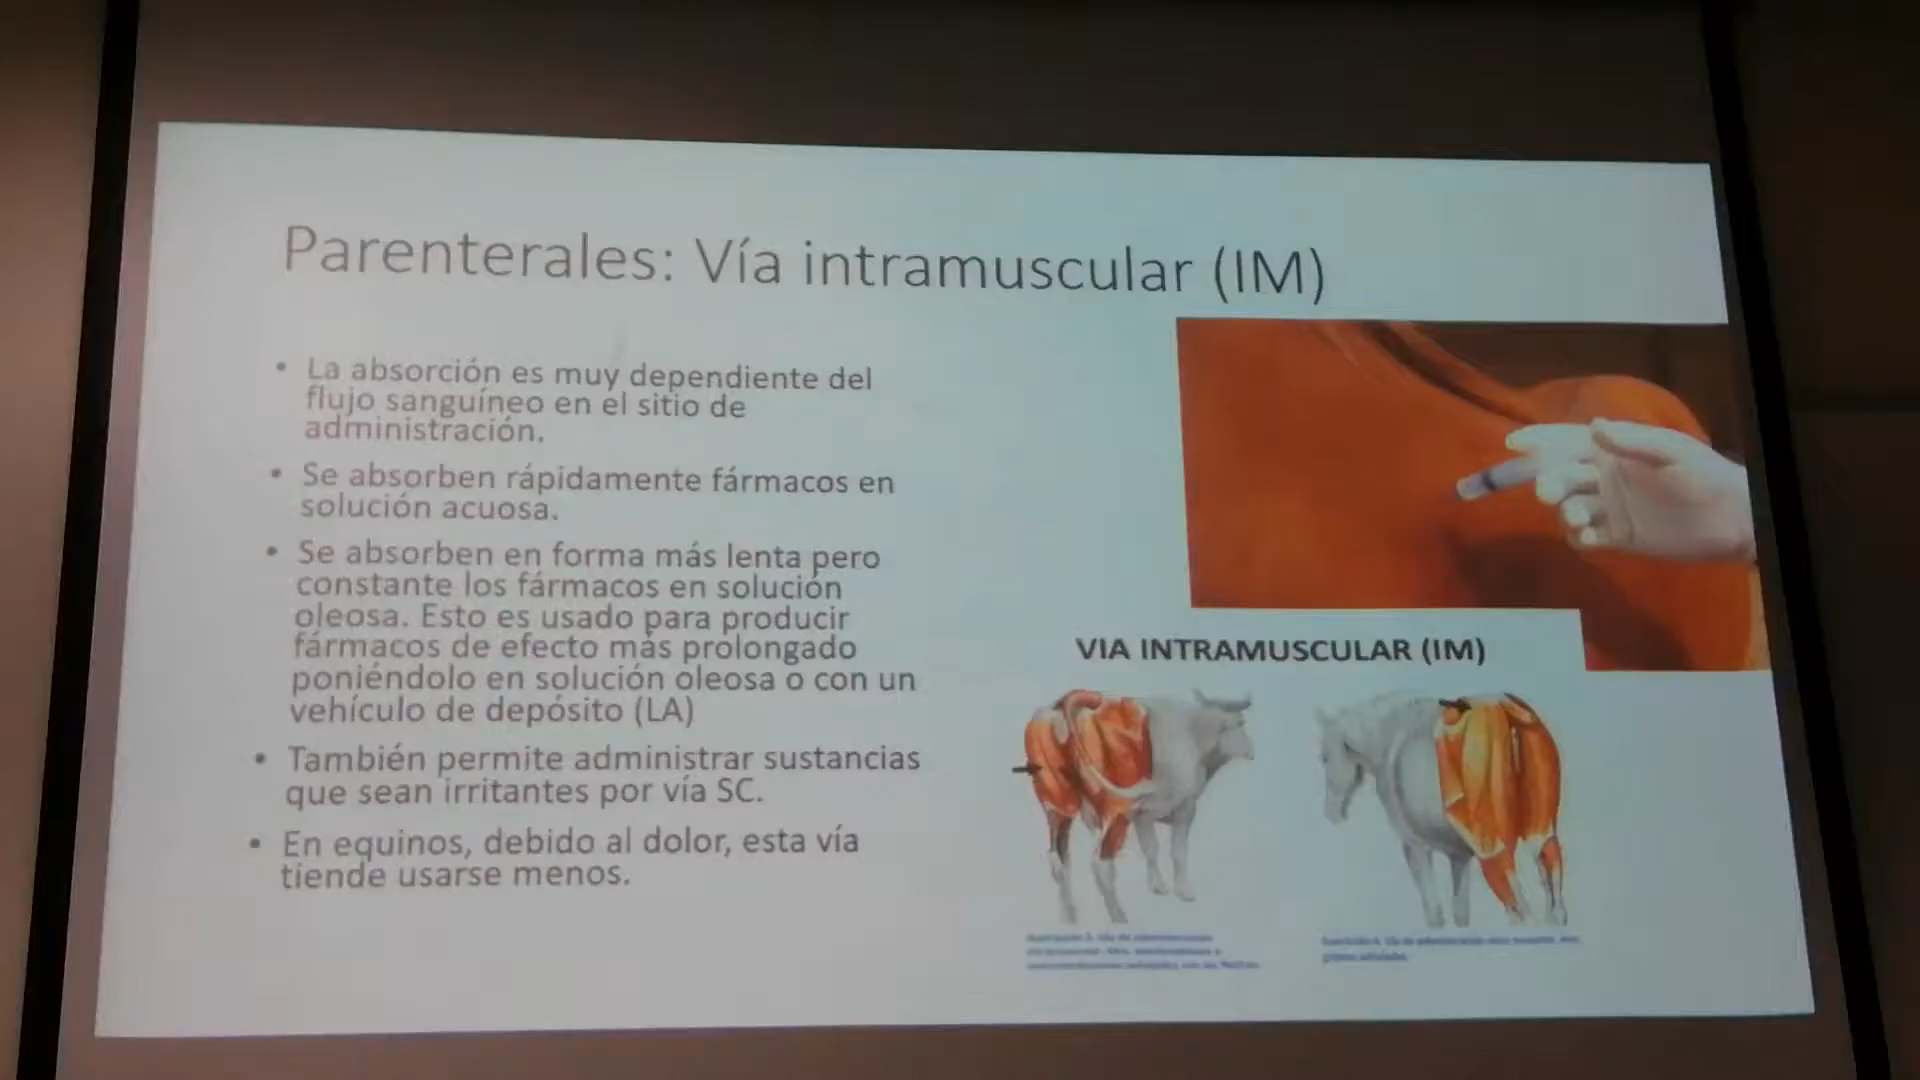 Parenterales: Vía intramuscular (IM)
• La absorción es muy dependiente del
flujo sanguíneo en el sitio de
administración.
• Se absorben rápidamente fármacos en
solución acuosa.
• Se absorben en forma más lenta pero
constante los fármacos en solución
oleosa. Esto es usado para producir
fármacos de efecto más prolongado
poniéndolo en solución oleosa o con un
vehículo de depósito (LA)
• También permite administrar sustancias
que sean irritantes por vía SC.
• En equinos, debido al dolor, esta vía
tiende usarse menos.
VIA INTRAMUSCULAR (IM)